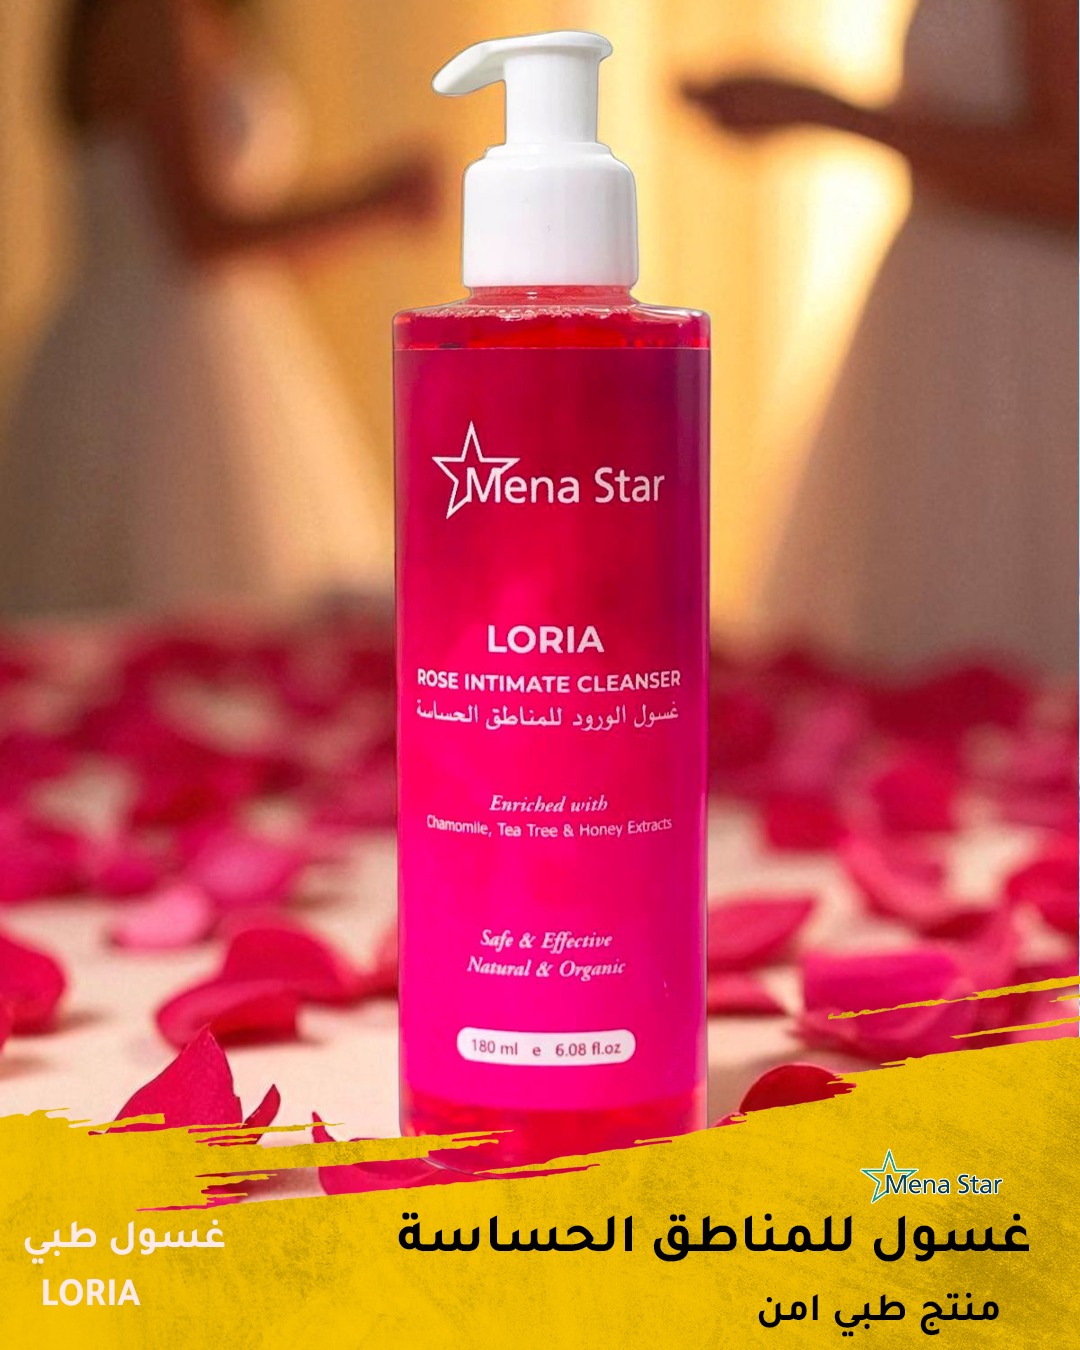 Mena Star
LORIA
ROSE INTIMATE CLEANSER
غسول الورود للمناطق الحساسة
Enriched with
Chamomile, Tea Tree & Honey Extracts
Safe & Effective
Natural & Organic
180 ml e 6.08 fl.oz
Mena Star
غسول للمناطق الحساسة
منتج طبي امن
غسول طبي
LORIA